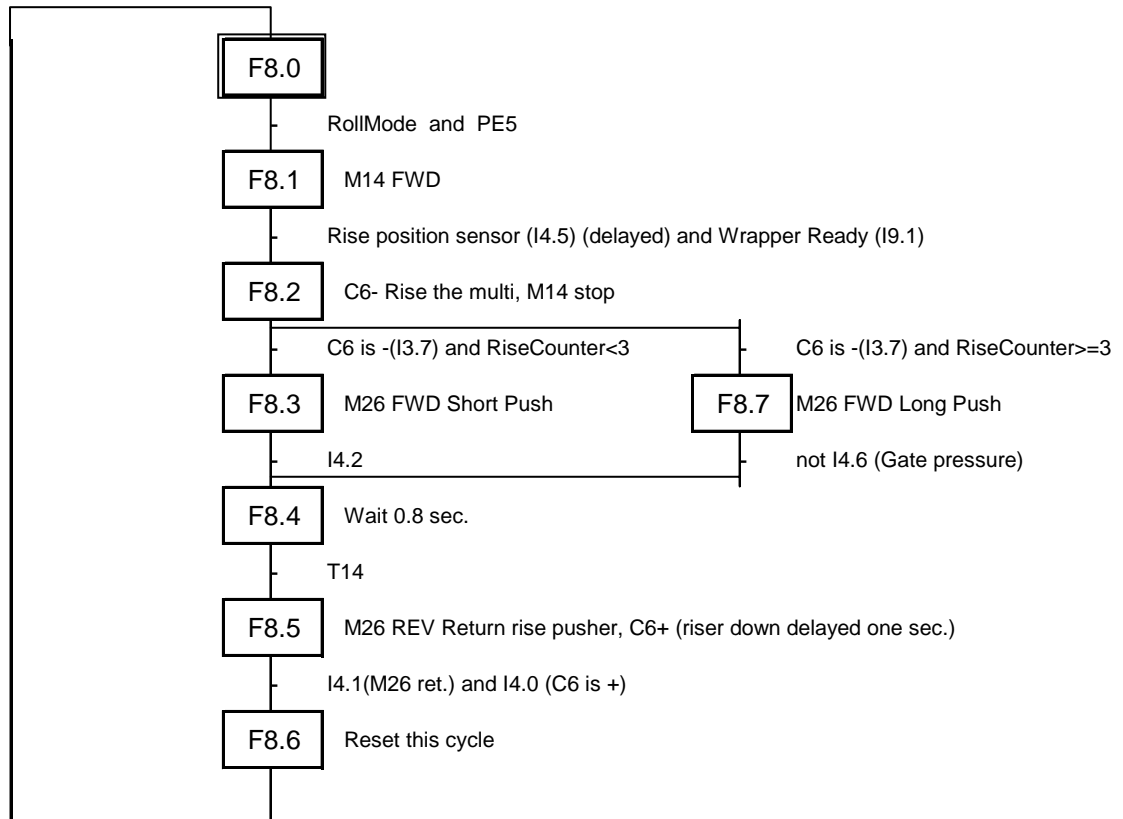 F8.0
RollMode and PE5
F8.1 M14 FWD
Rise position sensor (I4.5) (delayed) and Wrapper Ready (I9.1)
F8.2 C6- Rise the multi, M14 stop
C6 is -(I3.7) and RiseCounter<3 C6 is -(I3.7) and RiseCounter>=3
F8.3 M26 FWD Short Push F8.7 M26 FWD Long Push
I4.2 not I4.6 (Gate pressure)
F8.4 Wait 0.8 sec.
T14
F8.5 M26 REV Return rise pusher, C6+ (riser down delayed one sec.)
I4.1(M26 ret.) and I4.0 (C6 is +)
F8.6 Reset this cycle